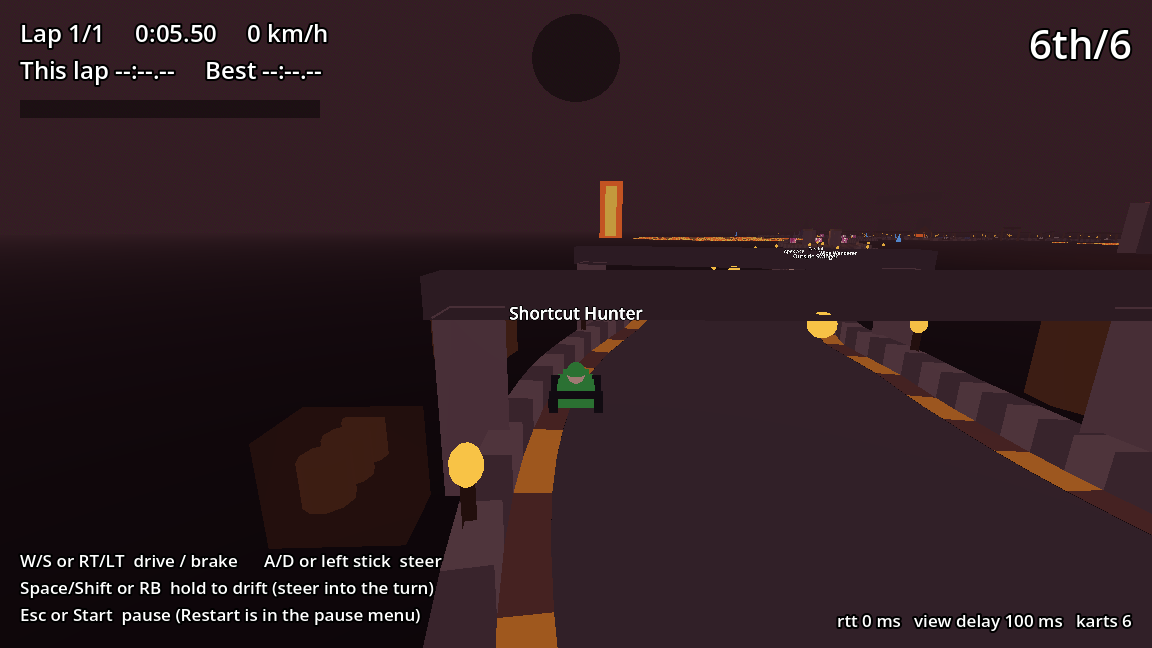 Lap 1/1 0:05.50 0 km/h
This lap --:--.-- Best --:--.--
6th/6
Shortcut Hunter
W/S or RT/LT drive / brake A/D or left stick steer
Space/Shift or RB hold to drift (steer into the turn)
Esc or Start pause (Restart is in the pause menu)
rtt 0 ms view delay 100 ms karts 6